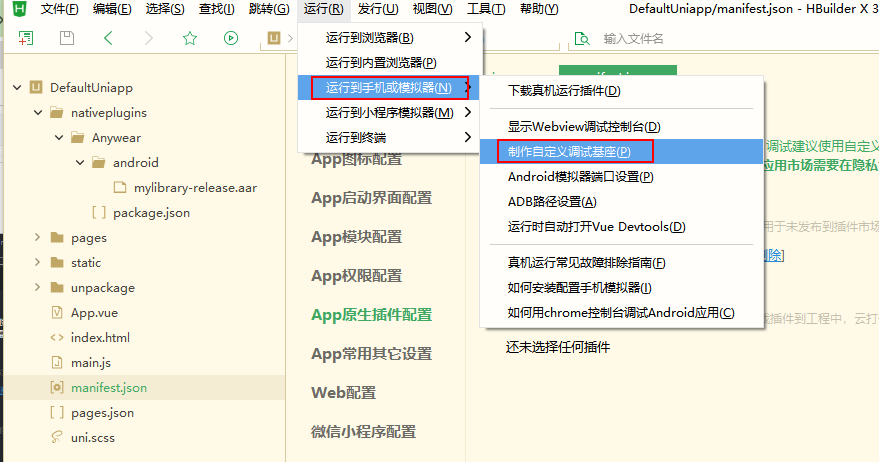 文件(F) 编辑(E) 选择(S) 查找(I) 跳转(G) 运行(R) 发行(U) 视图(V) 工具(T) 帮助(Y) DefaultUniapp/manifest.json - HBuilder X 3
输入文件名
运行到浏览器(B)
运行到内置浏览器(P)
运行到手机或模拟器(N)
运行到小程序模拟器(M)
运行到终端
下载真机运行插件(D)
显示Webview调试控制台(D)
制作自定义调试基座(P)
Android模拟器端口设置(P)
ADB路径设置(A)
运行时自动打开Vue Devtools(D)
真机运行常见故障排除指南(F)
如何安装配置手机模拟器(I)
如何用chrome控制台调试Android应用(C)
DefaultUniapp
nativeplugins
Anywear
android
mylibrary-release.aar
package.json
pages
static
unpackage
App.vue
index.html
main.js
manifest.json
pages.json
uni.scss
App图标配置
App启动界面配置
App模块配置
App权限配置
App原生插件配置
App常用其它设置
Web配置
微信小程序配置
调试建议使用自定义
应用市场需要在隐私
用于未发布到插件市场
删除]
插件到工程中，云打
还未选择任何插件